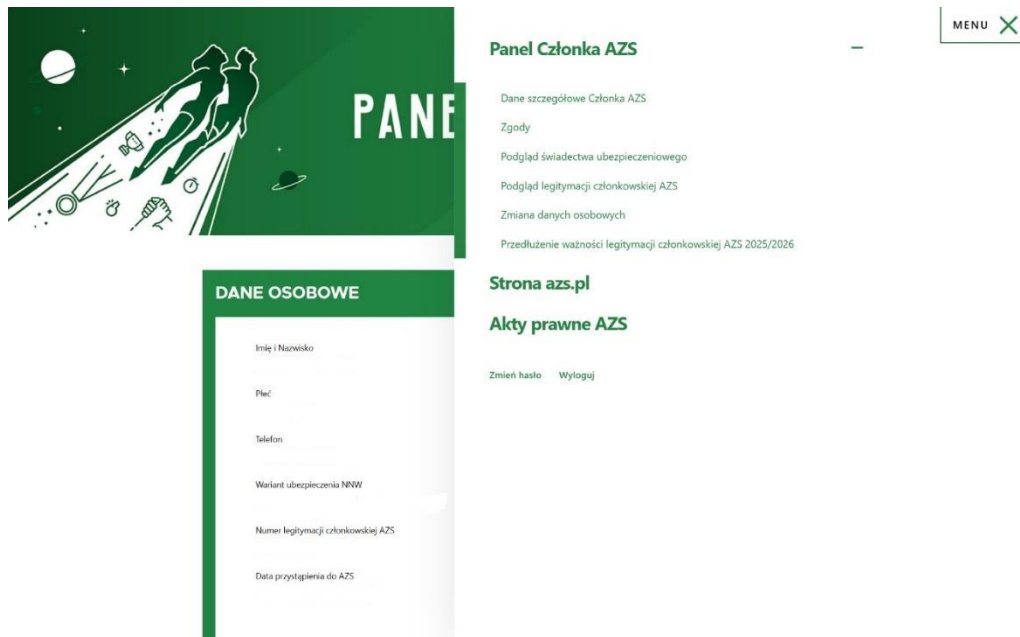 PANE
DANE OSOBOWE
Imię i Nazwisko
Płeć
Telefon
Wariant ubezpieczenia NNW
Numer legitymacji członkowskiej AZS
Data przystąpienia do AZS
MENU
Panel Członka AZS
Dane szczegółowe Członka AZS
Zgody
Podgląd świadectwa ubezpieczeniowego
Podgląd legitymacji członkowskiej AZS
Zmiana danych osobowych
Przedłużenie ważności legitymacji członkowskiej AZS 2025/2026
Strona azs.pl
Akty prawne AZS
Zmień hasło Wyloguj